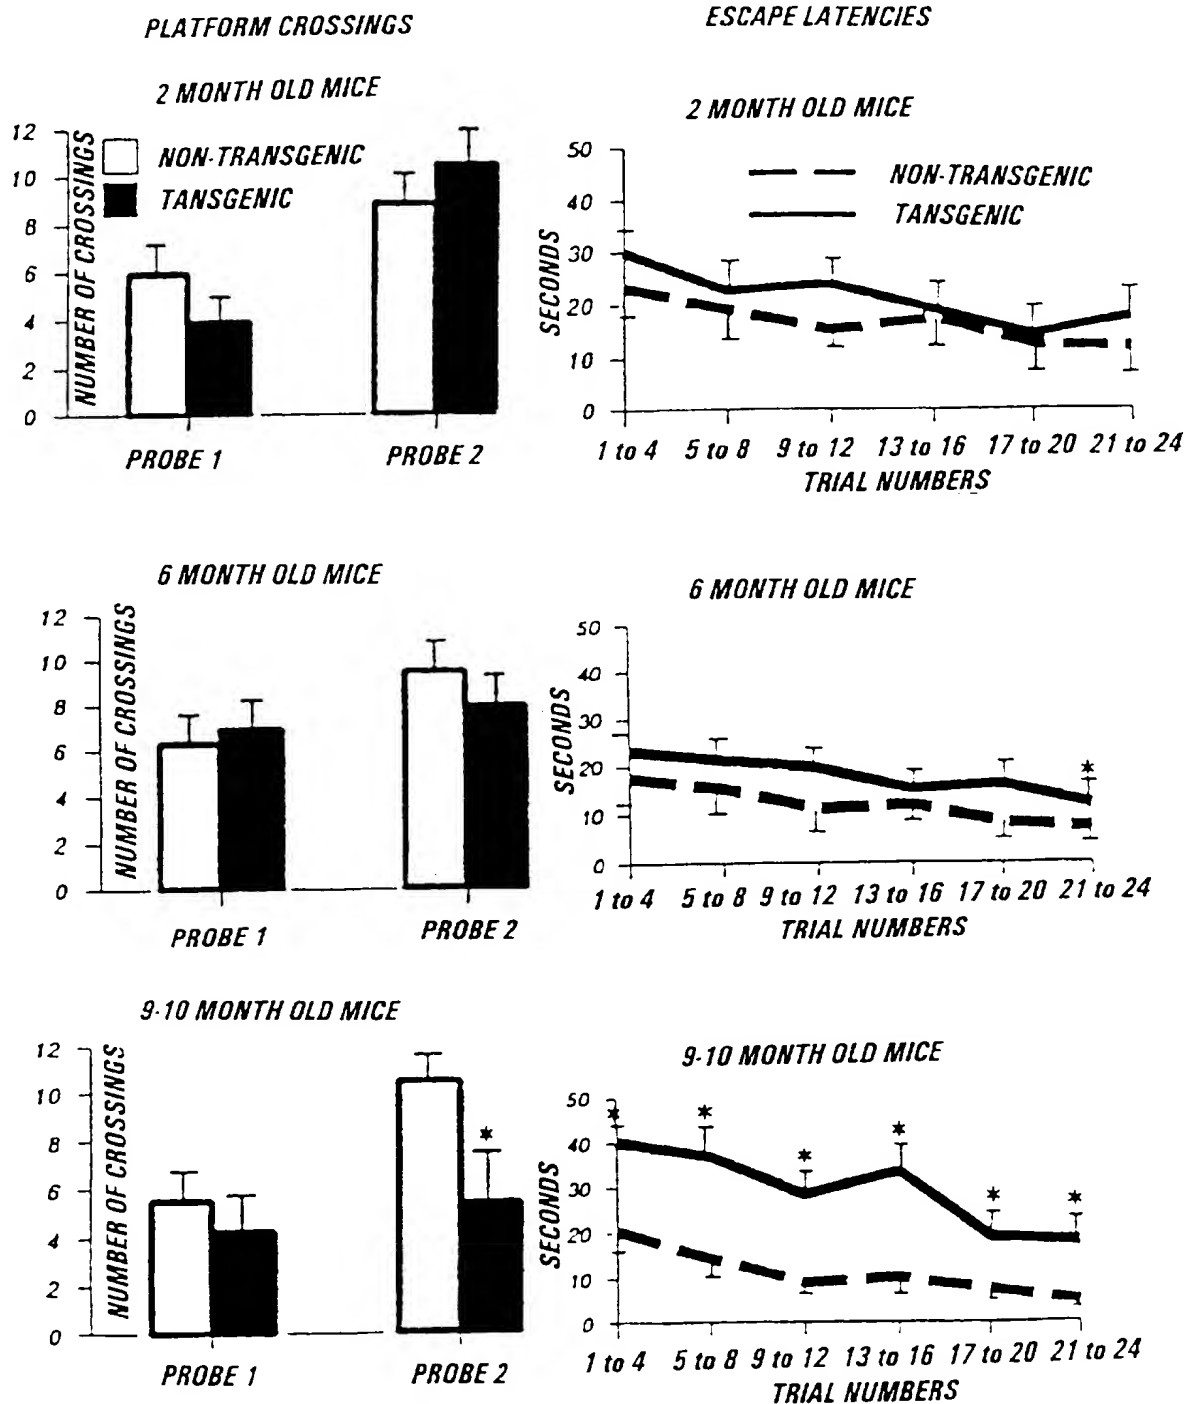 PLATFORM CROSSINGS
2 MONTH OLD MICE
NUMBER OF CROSSINGS
12
10
8
6
4
2
0
NON-TRANSGENIC
TANSGENIC
PROBE 1
PROBE 2
ESCAPE LATENCIES
2 MONTH OLD MICE
SECONDS
50
40
30
20
10
0
NON-TRANSGENIC
TANSGENIC
1 to 4 5 to 8 9 to 12 13 to 16 17 to 20 21 to 24
TRIAL NUMBERS
6 MONTH OLD MICE
NUMBER OF CROSSINGS
12
10
8
6
4
2
0
PROBE 1
PROBE 2
6 MONTH OLD MICE
SECONDS
50
40
30
20
10
0
*
1 to 4 5 to 8 9 to 12 13 to 16 17 to 20 21 to 24
TRIAL NUMBERS
9-10 MONTH OLD MICE
NUMBER OF CROSSINGS
12
10
8
6
4
2
0
*
PROBE 1
PROBE 2
9-10 MONTH OLD MICE
SECONDS
50
40
30
20
10
0
* * * * * *
1 to 4 5 to 8 9 to 12 13 to 16 17 to 20 21 to 24
TRIAL NUMBERS